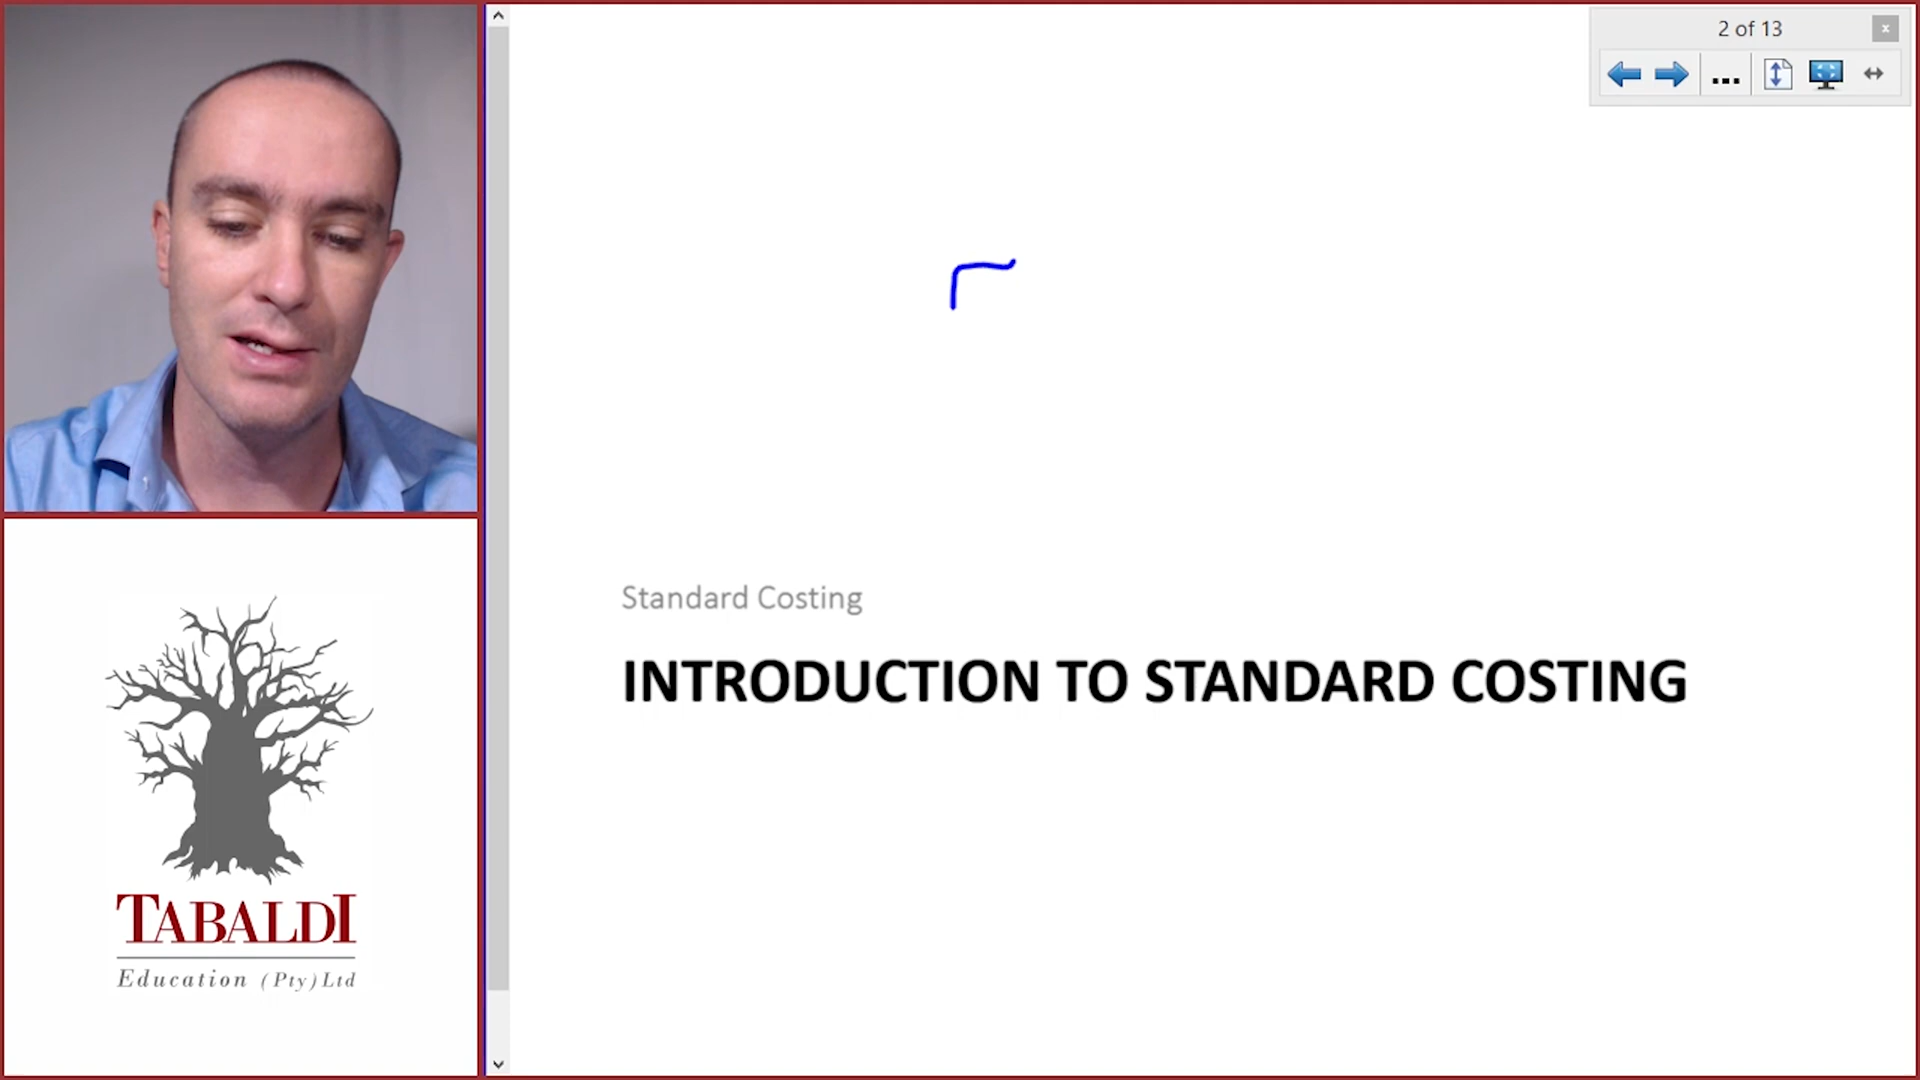 2 of 13
Standard Costing
INTRODUCTION TO STANDARD COSTING
TABALDI
Education (Pty) Ltd